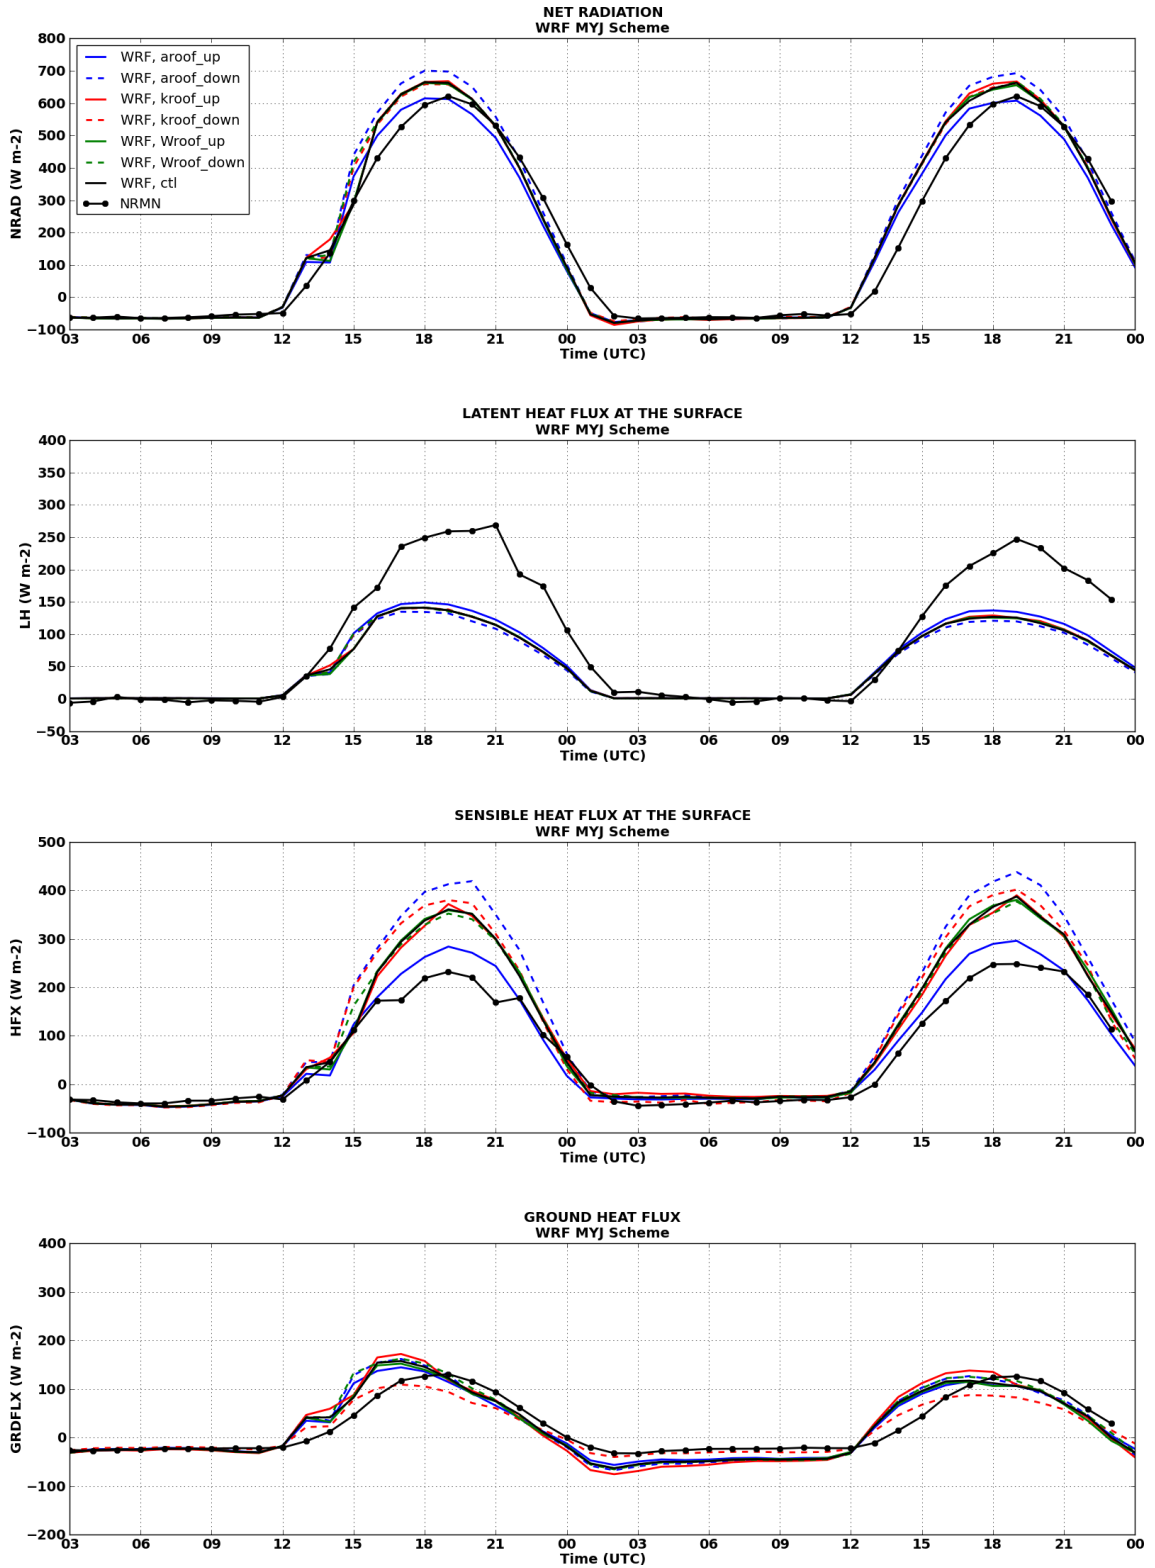 NET RADIATION
WRF MYJ Scheme
800
700
600
500
400
300
200
100
0
−100
NRAD (W m-2)
WRF, aroof_up
WRF, aroof_down
WRF, kroof_up
WRF, kroof_down
WRF, Wroof_up
WRF, Wroof_down
WRF, ctl
NRMN
03 06 09 12 15 18 21 00 03 06 09 12 15 18 21 00
Time (UTC)
LATENT HEAT FLUX AT THE SURFACE
WRF MYJ Scheme
400
350
300
250
200
150
100
50
0
−50
LH (W m-2)
03 06 09 12 15 18 21 00 03 06 09 12 15 18 21 00
Time (UTC)
SENSIBLE HEAT FLUX AT THE SURFACE
WRF MYJ Scheme
500
400
300
200
100
0
−100
HFX (W m-2)
03 06 09 12 15 18 21 00 03 06 09 12 15 18 21 00
Time (UTC)
GROUND HEAT FLUX
WRF MYJ Scheme
400
300
200
100
0
−100
−200
GRDFLX (W m-2)
03 06 09 12 15 18 21 00 03 06 09 12 15 18 21 00
Time (UTC)